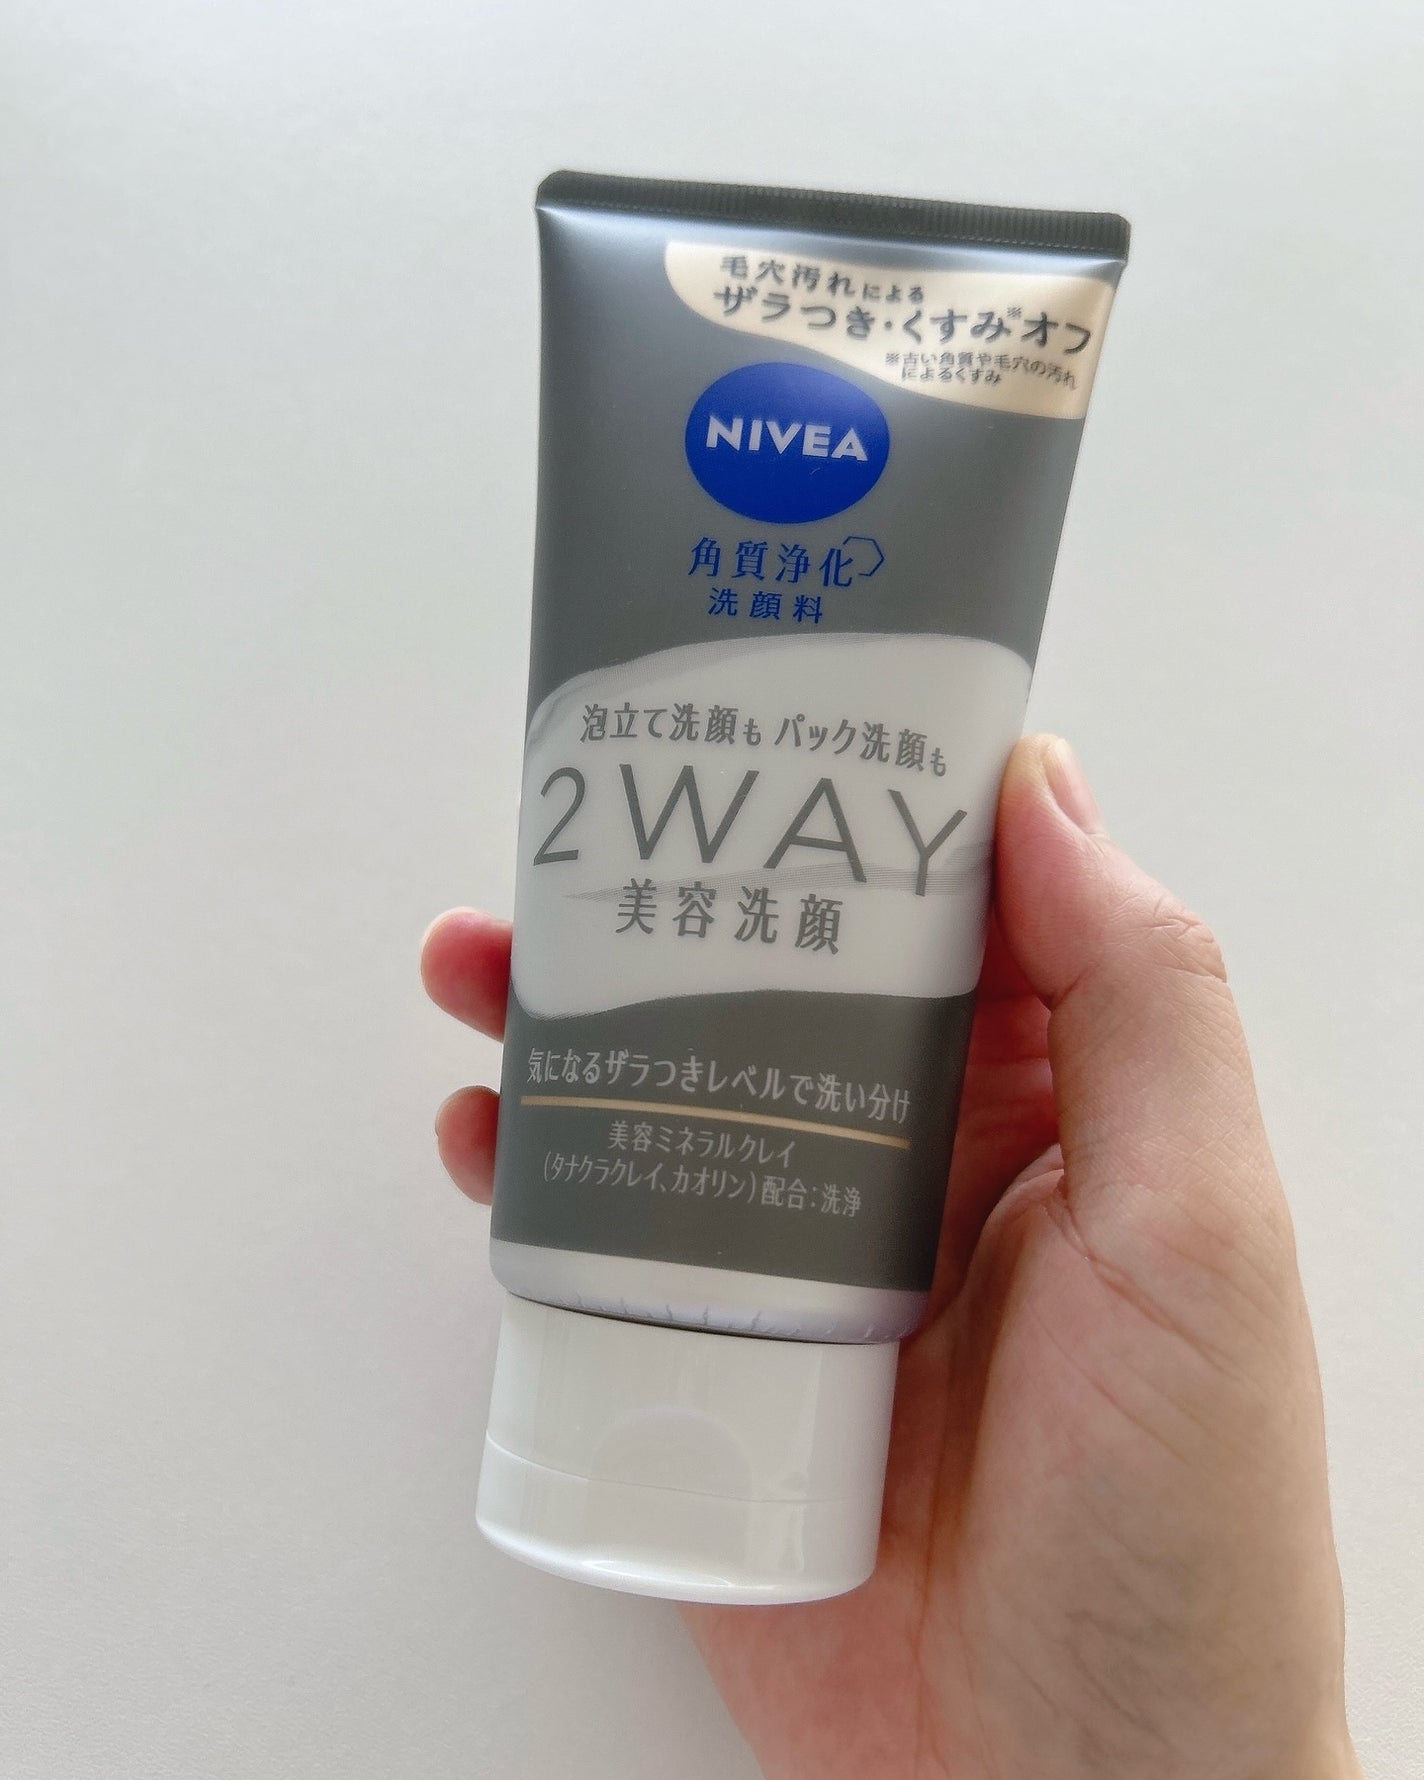 毛穴汚れによる
ザラつき・くすみ※オフ
※古い角質や毛穴の汚れ
によるくすみ
NIVEA
角質浄化
洗顔料
泡立て洗顔も パック洗顔も
2WAY
美容洗顔
気になるザラつきレベルで洗い分け
美容ミネラルクレイ
(タナクラクレイ、カオリン)配合:洗浄